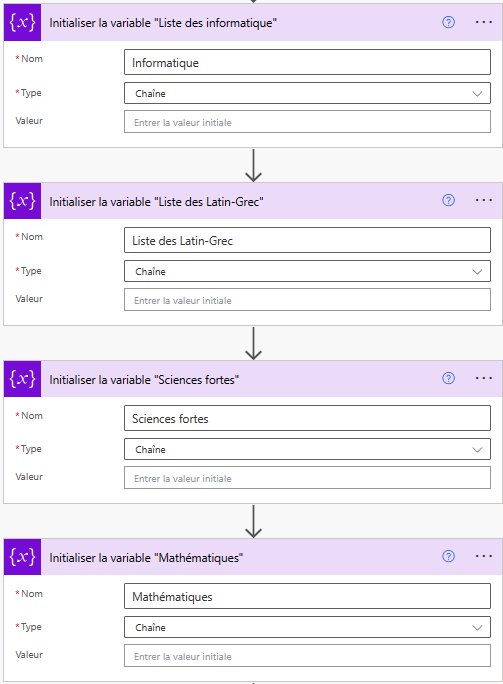 {x} Initialiser la variable "Liste des informatique" ? ...
* Nom Informatique
* Type Chaîne
Valeur Entrer la valeur initiale
{x} Initialiser la variable "Liste des Latin-Grec" ? ...
* Nom Liste des Latin-Grec
* Type Chaîne
Valeur Entrer la valeur initiale
{x} Initialiser la variable "Sciences fortes" ? ...
* Nom Sciences fortes
* Type Chaîne
Valeur Entrer la valeur initiale
{x} Initialiser la variable "Mathématiques" ? ...
* Nom Mathématiques
* Type Chaîne
Valeur Entrer la valeur initiale